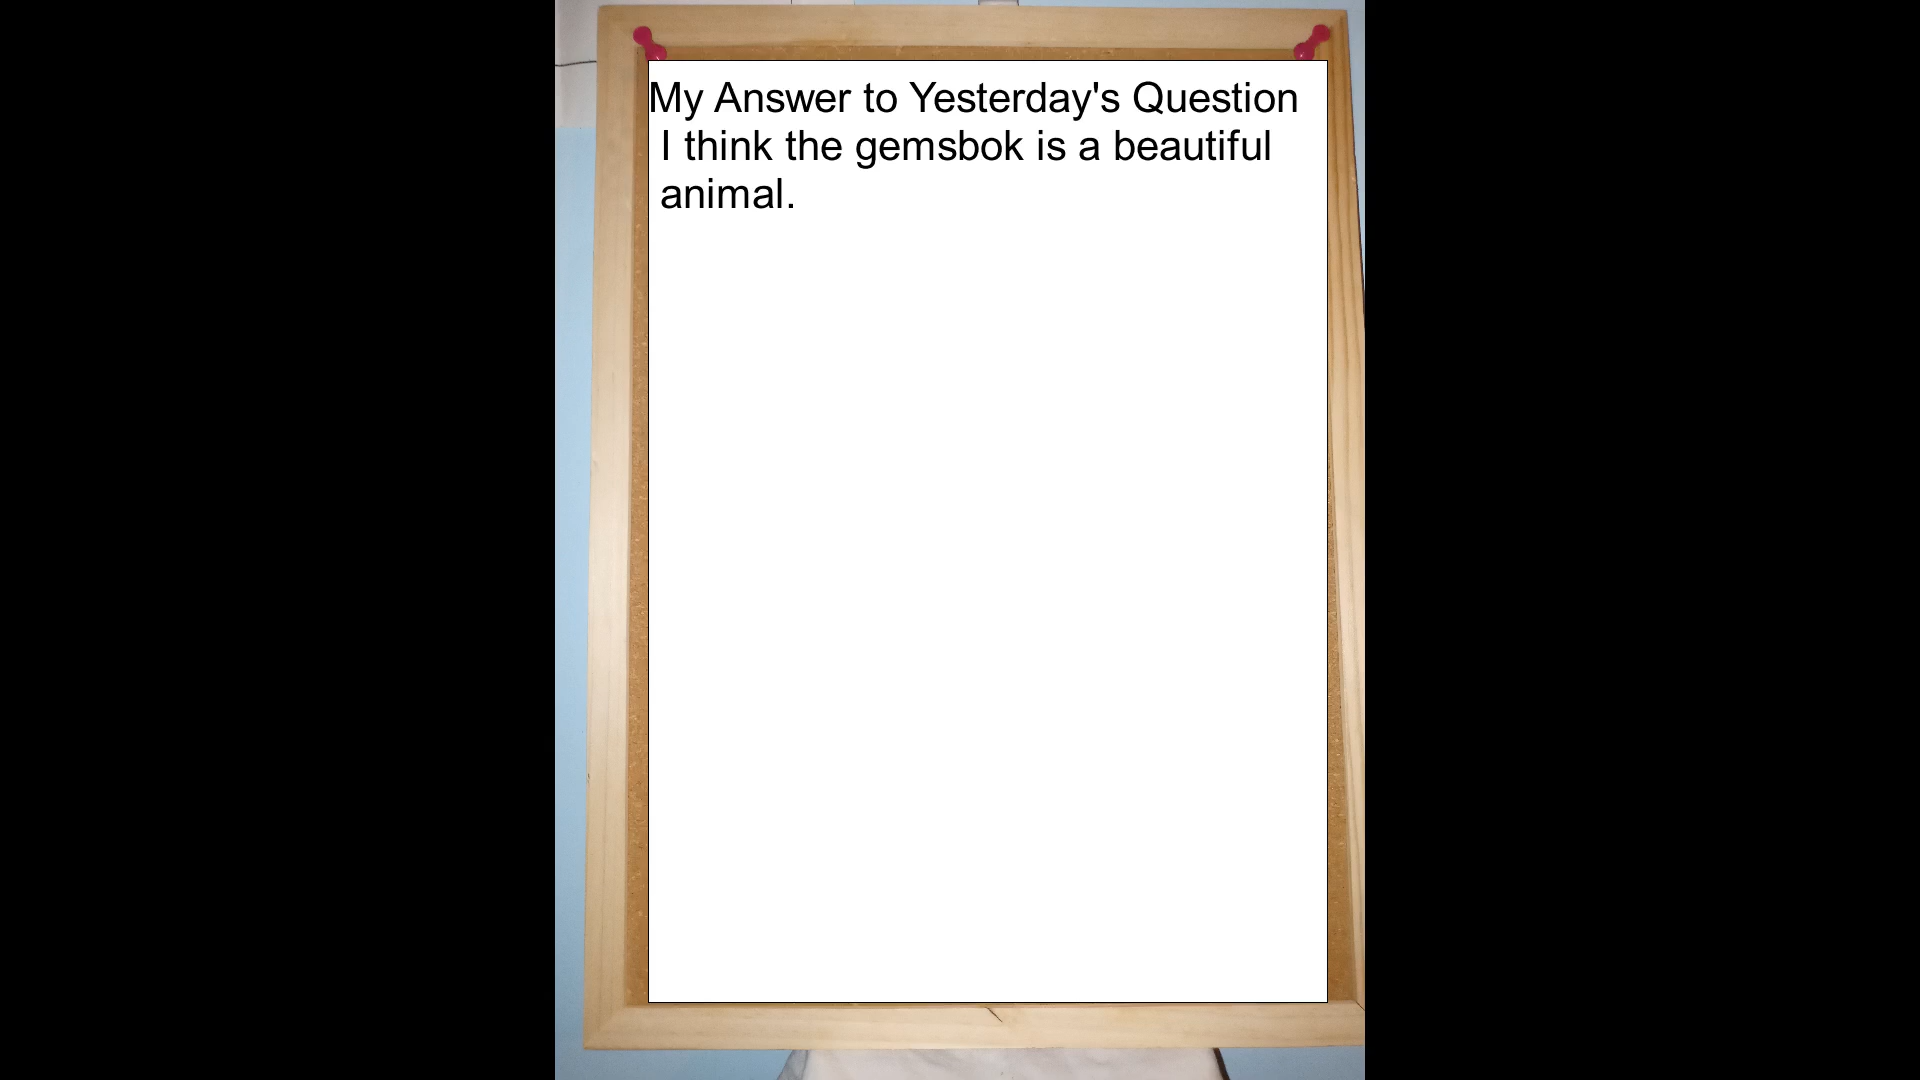 My Answer to Yesterday's Question
I think the gemsbok is a beautiful
animal.